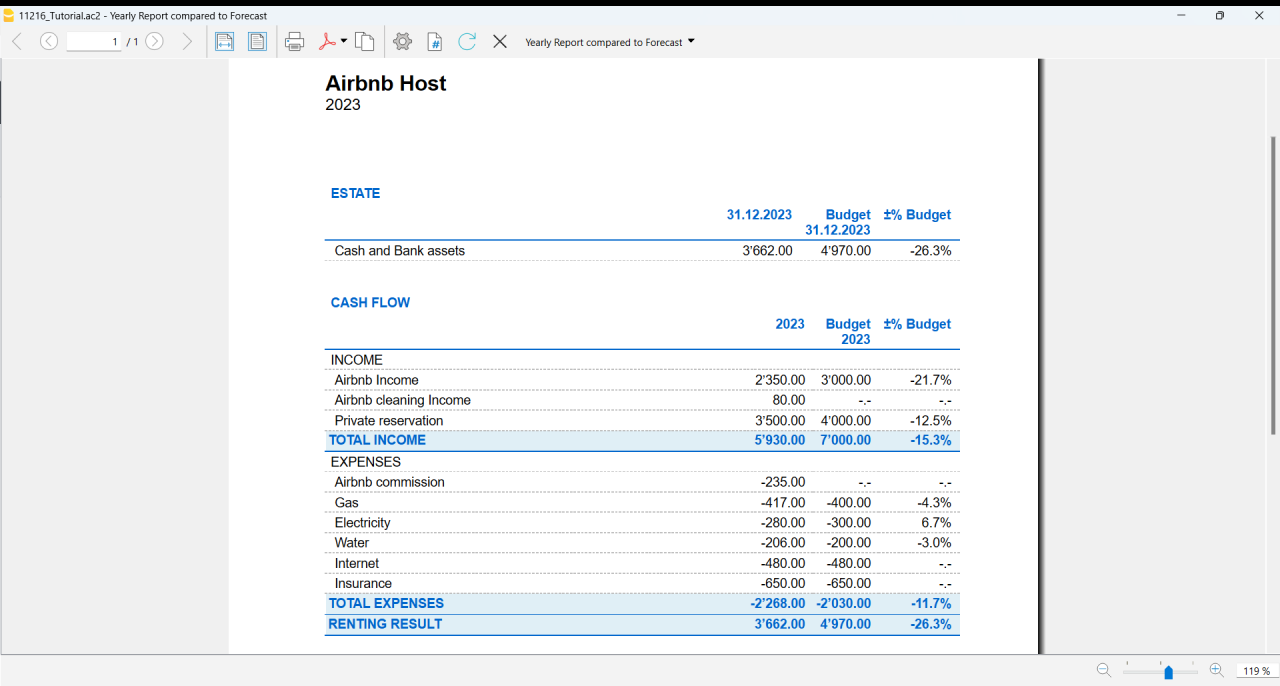 11216_Tutorial.ac2 - Yearly Report compared to Forecast
1 / 1 # Yearly Report compared to Forecast
Airbnb Host
2023
ESTATE
31.12.2023 Budget ±% Budget
31.12.2023
Cash and Bank assets 3'662.00 4'970.00 -26.3%
CASH FLOW
2023 Budget ±% Budget
2023
INCOME
Airbnb Income 2'350.00 3'000.00 -21.7%
Airbnb cleaning Income 80.00 -.- -.-
Private reservation 3'500.00 4'000.00 -12.5%
TOTAL INCOME 5'930.00 7'000.00 -15.3%
EXPENSES
Airbnb commission -235.00 -.- -.-
Gas -417.00 -400.00 -4.3%
Electricity -280.00 -300.00 6.7%
Water -206.00 -200.00 -3.0%
Internet -480.00 -480.00 -.-
Insurance -650.00 -650.00 -.-
TOTAL EXPENSES -2'268.00 -2'030.00 -11.7%
RENTING RESULT 3'662.00 4'970.00 -26.3%
119 %